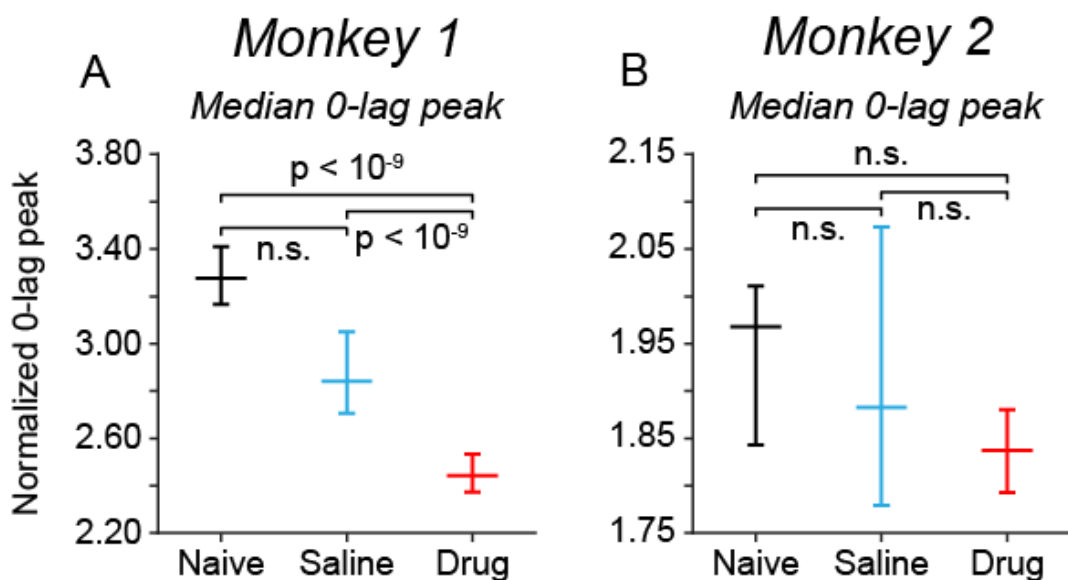 Monkey 1
A
Median 0-lag peak
Normalized 0-lag peak
3.80
3.40
3.00
2.60
2.20
p < 10⁻⁹
n.s.
p < 10⁻⁹
Naive Saline Drug
Monkey 2
B
Median 0-lag peak
2.15
2.05
1.95
1.85
1.75
n.s.
n.s.
n.s.
Naive Saline Drug